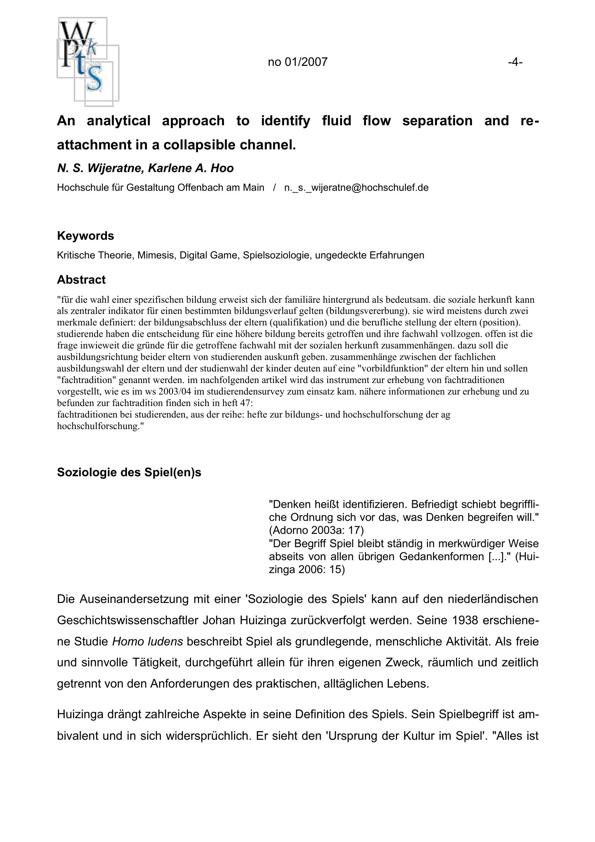 W
Pk
tS
no 01/2007 -4-
An analytical approach to identify fluid flow separation and re-
attachment in a collapsible channel.
N. S. Wijeratne, Karlene A. Hoo
Hochschule für Gestaltung Offenbach am Main / n._s._wijeratne@hochschulef.de
Keywords
Kritische Theorie, Mimesis, Digital Game, Spielsoziologie, ungedeckte Erfahrungen
Abstract
"für die wahl einer spezifischen bildung erweist sich der familiäre hintergrund als bedeutsam. die soziale herkunft kann
als zentraler indikator für einen bestimmten bildungsverlauf gelten (bildungsvererbung). sie wird meistens durch zwei
merkmale definiert: der bildungsabschluss der eltern (qualifikation) und die berufliche stellung der eltern (position).
studierende haben die entscheidung für eine höhere bildung bereits getroffen und ihre fachwahl vollzogen. offen ist die
frage inwieweit die gründe für die getroffene fachwahl mit der sozialen herkunft zusammenhängen. dazu soll die
ausbildungsrichtung beider eltern von studierenden auskunft geben. zusammenhänge zwischen der fachlichen
ausbildungswahl der eltern und der studienwahl der kinder deuten auf eine "vorbildfunktion" der eltern hin und sollen
"fachtradition" genannt werden. im nachfolgenden artikel wird das instrument zur erhebung von fachtraditionen
vorgestellt, wie es im ws 2003/04 im studierendensurvey zum einsatz kam. nähere informationen zur erhebung und zu
befunden zur fachtradition finden sich in heft 47:
fachtraditionen bei studierenden, aus der reihe: hefte zur bildungs- und hochschulforschung der ag
hochschulforschung."
Soziologie des Spiel(en)s
"Denken heißt identifizieren. Befriedigt schiebt begriffli-
che Ordnung sich vor das, was Denken begreifen will."
(Adorno 2003a: 17)
"Der Begriff Spiel bleibt ständig in merkwürdiger Weise
abseits von allen übrigen Gedankenformen [...]." (Hui-
zinga 2006: 15)
Die Auseinandersetzung mit einer 'Soziologie des Spiels' kann auf den niederländischen
Geschichtswissenschaftler Johan Huizinga zurückverfolgt werden. Seine 1938 erschiene-
ne Studie Homo ludens beschreibt Spiel als grundlegende, menschliche Aktivität. Als freie
und sinnvolle Tätigkeit, durchgeführt allein für ihren eigenen Zweck, räumlich und zeitlich
getrennt von den Anforderungen des praktischen, alltäglichen Lebens.
Huizinga drängt zahlreiche Aspekte in seine Definition des Spiels. Sein Spielbegriff ist am-
bivalent und in sich widersprüchlich. Er sieht den 'Ursprung der Kultur im Spiel'. "Alles ist